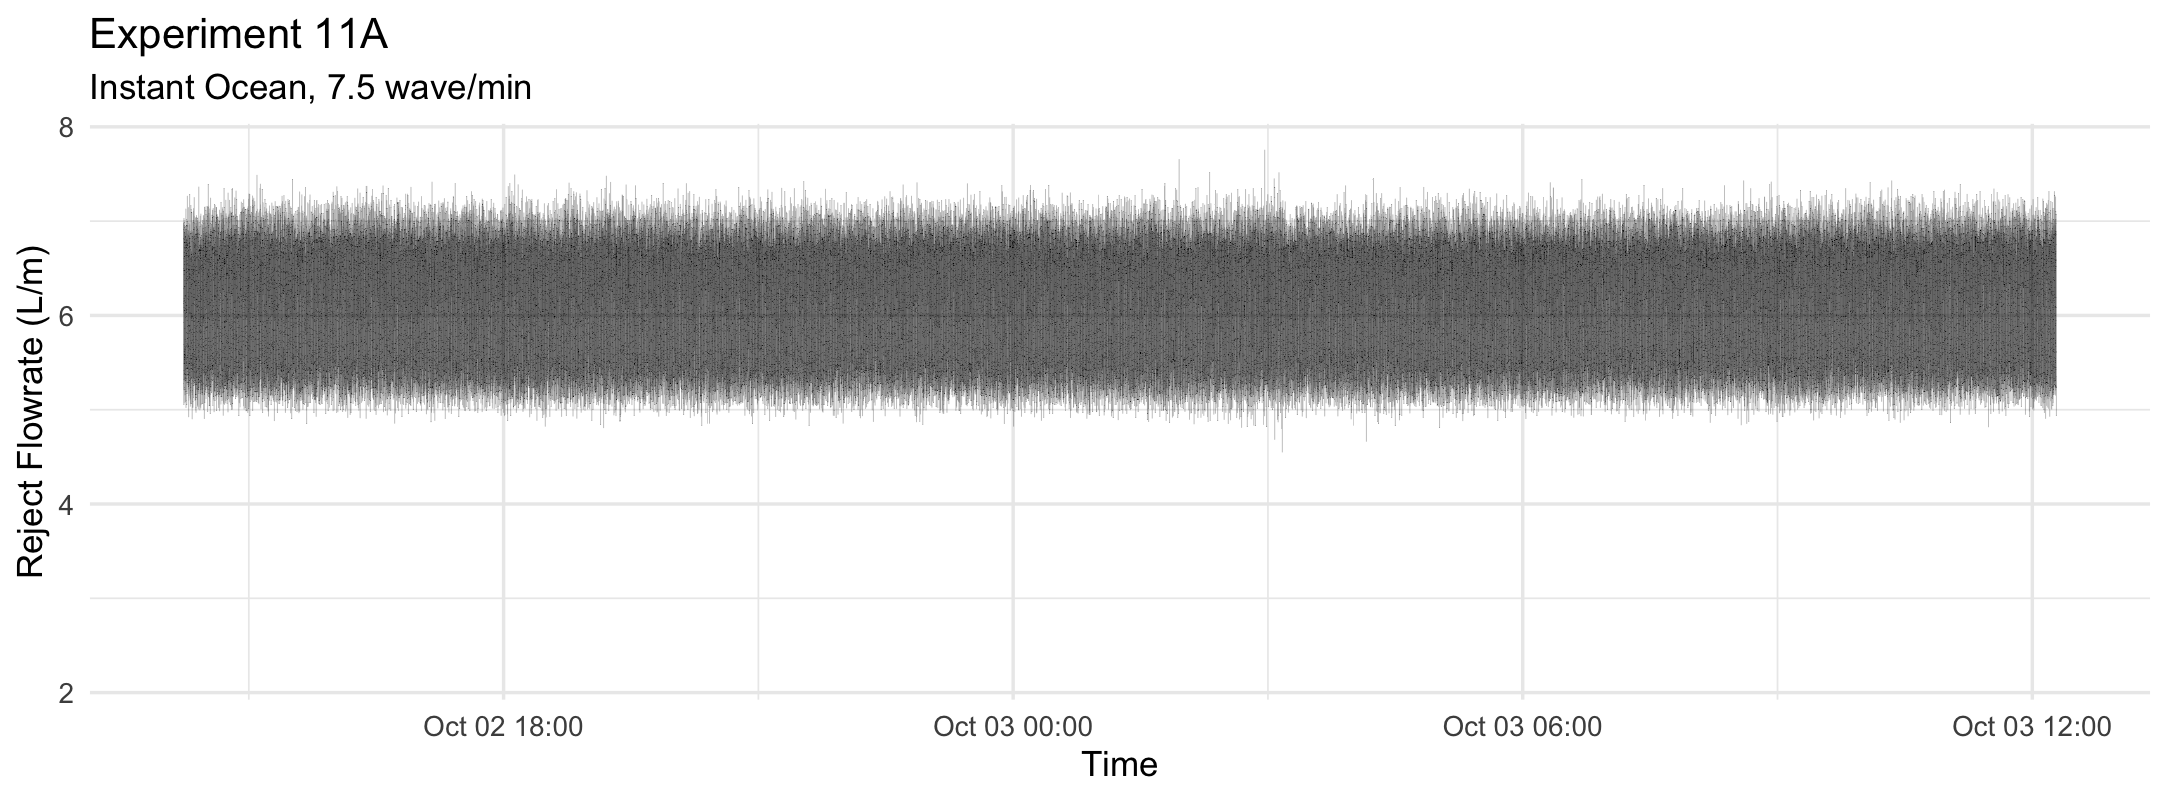 Experiment 11A
Instant Ocean, 7.5 wave/min
Reject Flowrate (L/m)
8
6
4
2
Oct 02 18:00
Oct 03 00:00
Oct 03 06:00
Oct 03 12:00
Time